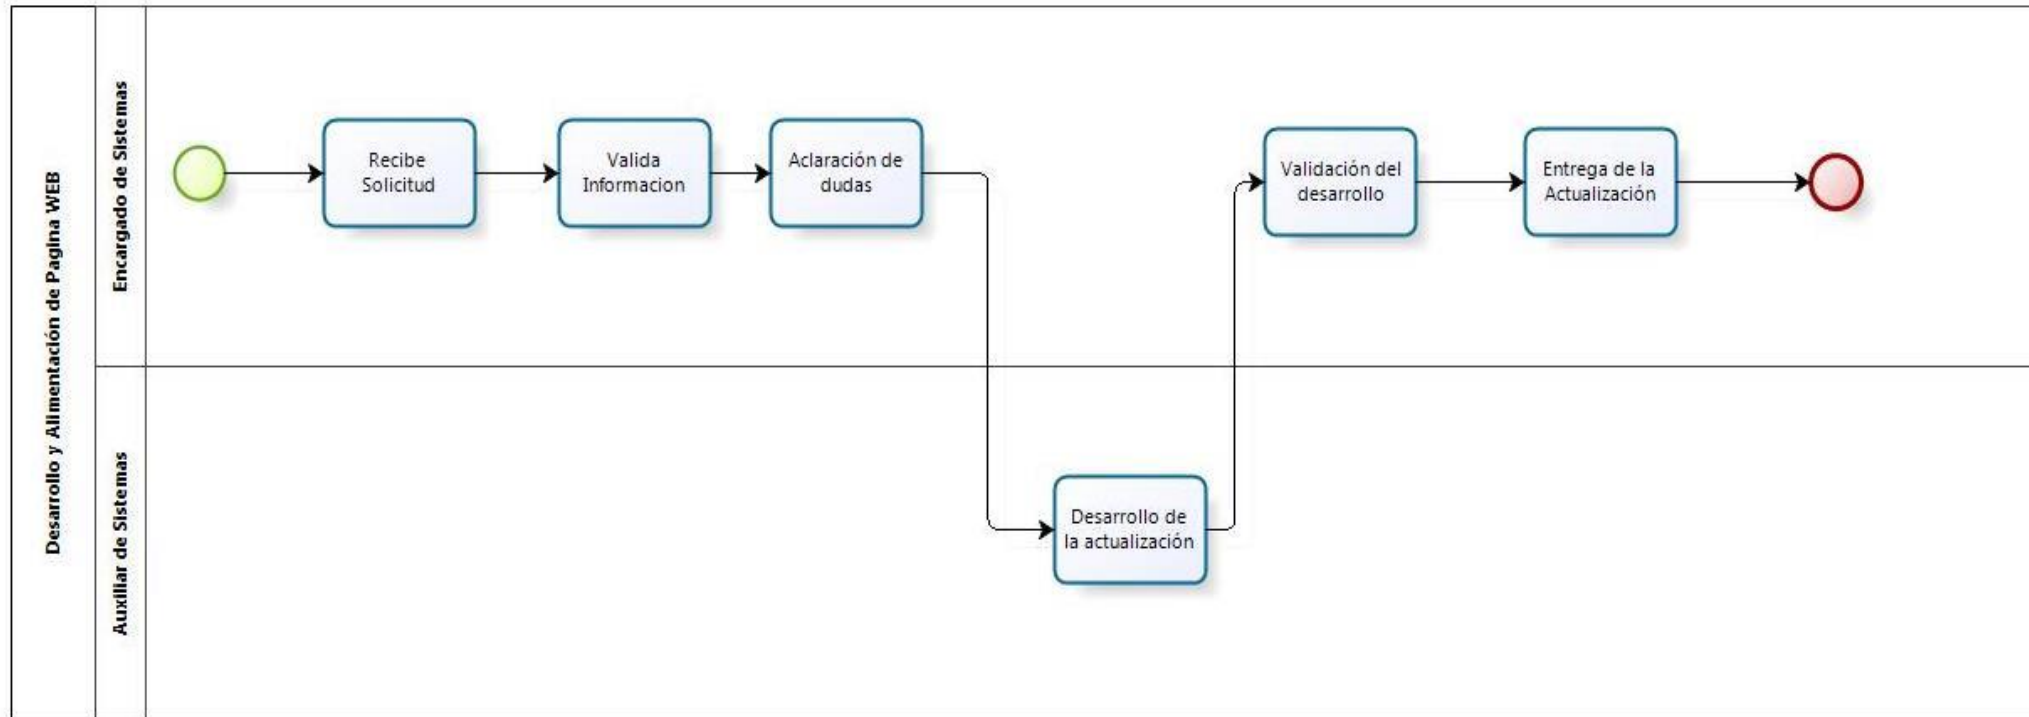 Desarrollo y Alimentación de Pagina WEB
Encargado de Sistemas
Recibe
Solicitud
Valida
Informacion
Aclaración de
dudas
Validación del
desarrollo
Entrega de la
Actualización
Auxiliar de Sistemas
Desarrollo de
la actualización